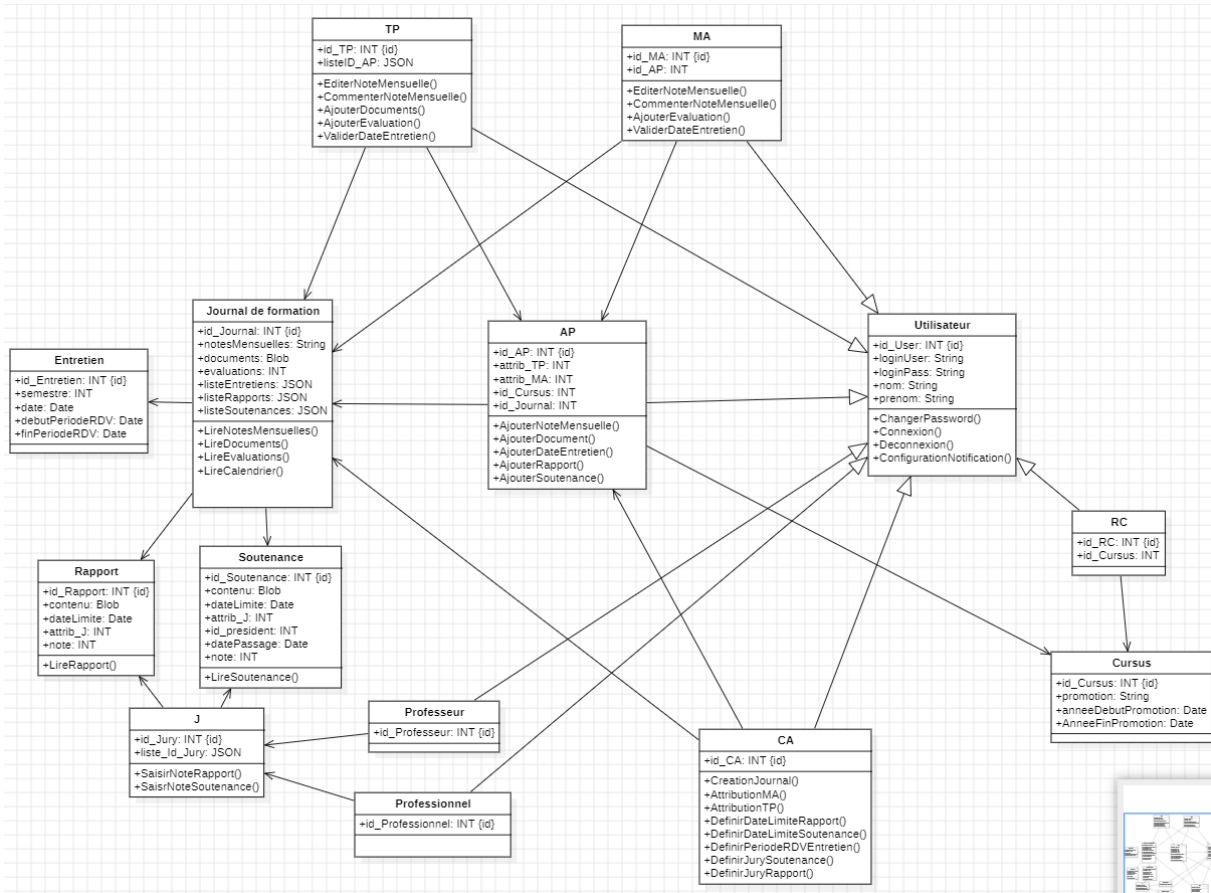 TP
+id_TP: INT {id}
+listeID_AP: JSON
+EditerNoteMensuelle()
+CommenterNoteMensuelle()
+AjouterDocuments()
+AjouterEvaluation()
+ValiderDateEntretien()
MA
+id_MA: INT {id}
+id_AP: INT
+EditerNoteMensuelle()
+CommenterNoteMensuelle()
+AjouterEvaluation()
+ValiderDateEntretien()
Journal de formation
+id_Journal: INT {id}
+notesMensuelles: String
+documents: Blob
+evaluations: INT
+listeEntretiens: JSON
+listeRapports: JSON
+listeSoutenances: JSON
+LireNotesMensuelles()
+LireDocuments()
+LireEvaluations()
+LireCalendrier()
AP
+id_AP: INT {id}
+attrib_TP: INT
+attrib_MA: INT
+id_Cursus: INT
+id_Journal: INT
+AjouterNoteMensuelle()
+AjouterDocument()
+AjouterDateEntretien()
+AjouterRapport()
+AjouterSoutenance()
Utilisateur
+id_User: INT {id}
+loginUser: String
+loginPass: String
+nom: String
+prenom: String
+ChangerPassword()
+Connexion()
+Deconnexion()
+ConfigurationNotification()
Entretien
+id_Entretien: INT {id}
+semestre: INT
+date: Date
+debutPeriodeRDV: Date
+finPeriodeRDV: Date
RC
+id_RC: INT {id}
+id_Cursus: INT
Rapport
+id_Rapport: INT {id}
+contenu: Blob
+dateLimite: Date
+attrib_J: INT
+note: INT
+LireRapport()
Soutenance
+id_Soutenance: INT {id}
+contenu: Blob
+dateLimite: Date
+attrib_J: INT
+id_president: INT
+datePassage: Date
+note: INT
+LireSoutenance()
Cursus
+id_Cursus: INT {id}
+promotion: String
+anneeDebutPromotion: Date
+AnneeFinPromotion: Date
J
+id_Jury: INT {id}
+liste_Id_Jury: JSON
+SaisirNoteRapport()
+SaisrNoteSoutenance()
Professeur
+id_Professeur: INT {id}
Professionnel
+id_Professionnel: INT {id}
CA
+id_CA: INT {id}
+CreationJournal()
+AttributionMA()
+AttributionTP()
+DefinirDateLimiteRapport()
+DefinirDateLimiteSoutenance()
+DefinirPeriodeRDVEntretien()
+DefinirJurySoutenance()
+DefinirJuryRapport()